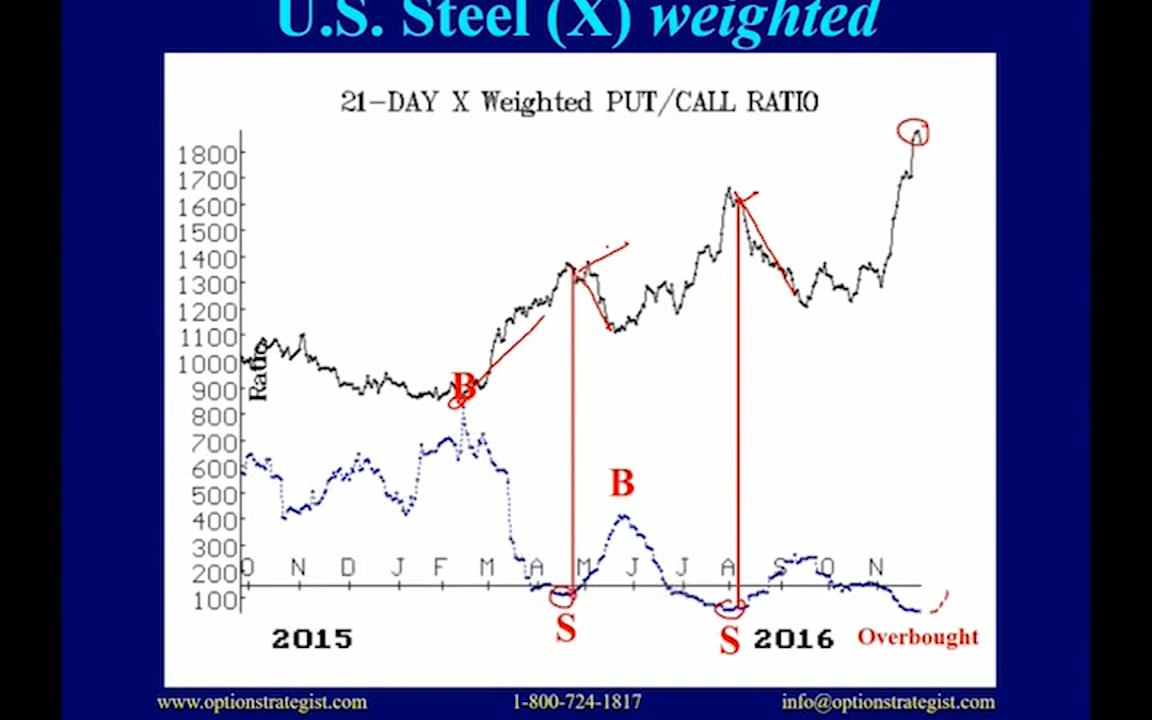 U.S. Steel (X) weighted
21-DAY X Weighted PUT/CALL RATIO
1800
1700
1600
1500
1400
1300
1200
1100
1000
900
800
700
600
500
400
300
200
100
Ratio
B
B
O N D J F M A M J J A S O N
S
S
2015
2016
Overbought
www.optionstrategist.com
1-800-724-1817
info@optionstrategist.com